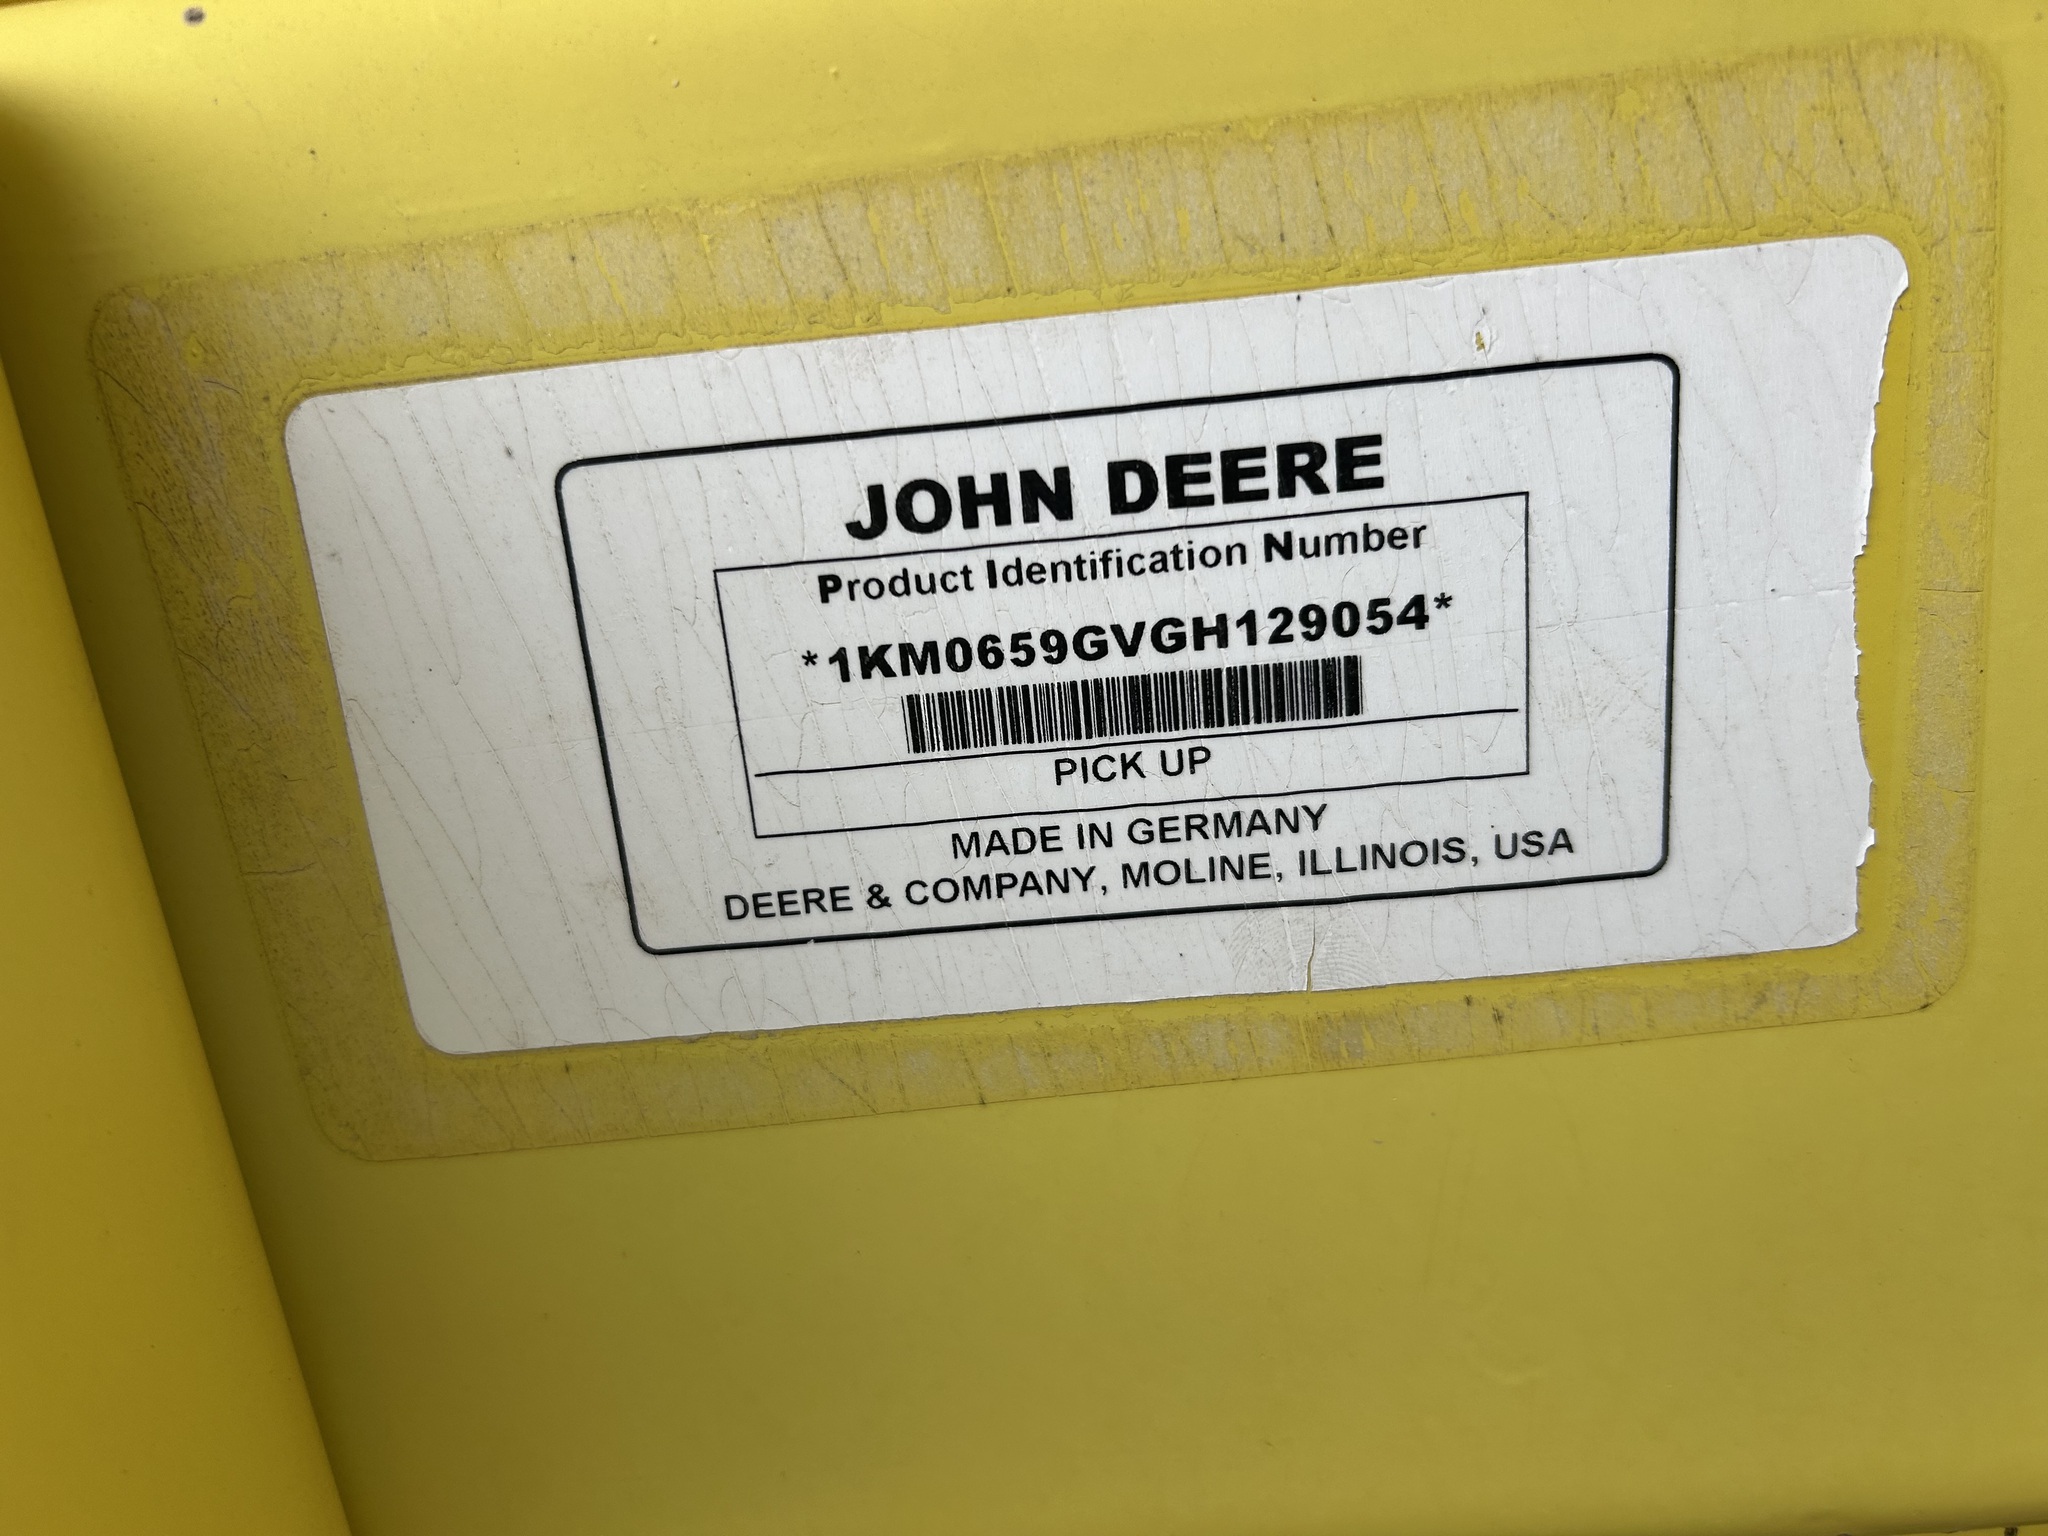 JOHN DEERE
Product Identification Number
*1KM0659GVGH129054*
PICK UP
MADE IN GERMANY
DEERE & COMPANY, MOLINE, ILLINOIS, USA